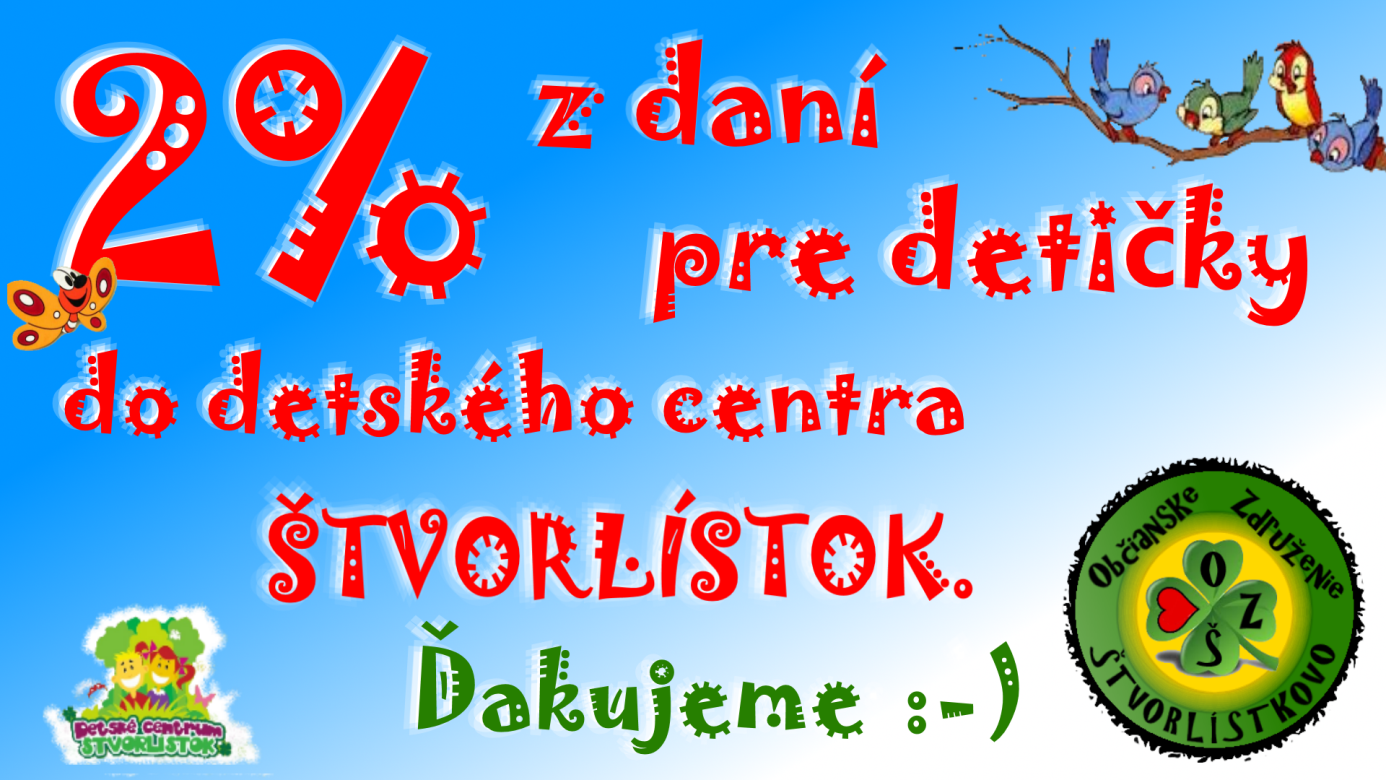 2% z daní
pre detičky
do detského centra
ŠTVORLÍSTOK.
Ďakujeme :-)
Detské centrum
ŠTVORLÍSTOK
Občianske Združenie
O
Z
Š
ŠTVORLÍSTKOVO